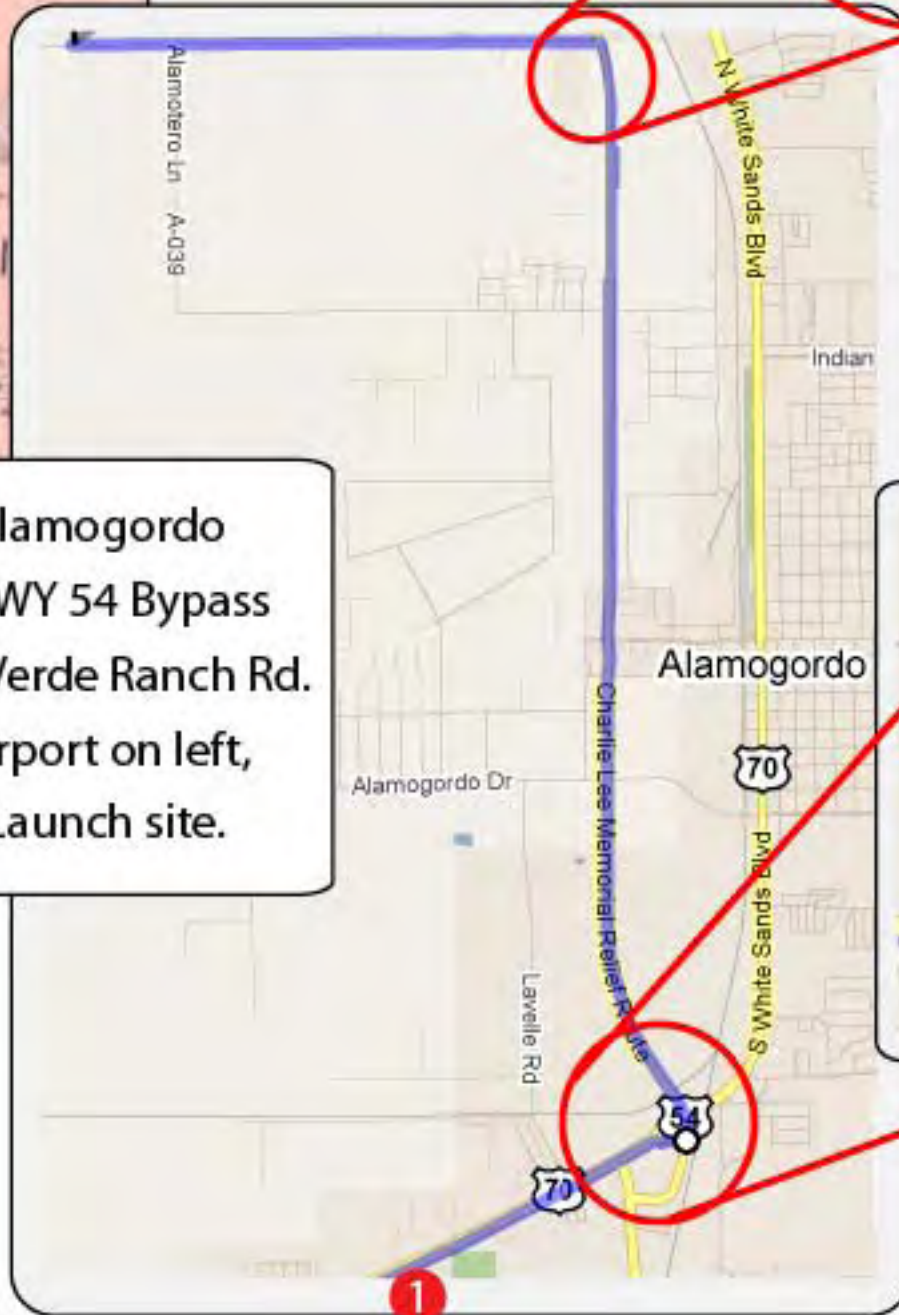 N White Sands Blvd
Alamotero Ln
A-039
Indian
lamogordo
WY 54 Bypass
Verde Ranch Rd.
rport on left,
Launch site.
Alamogordo
70
Alamogordo Dr
Charlie Lee Memorial Relief Route
S White Sands Blvd
Lavelle Rd
54
70
1